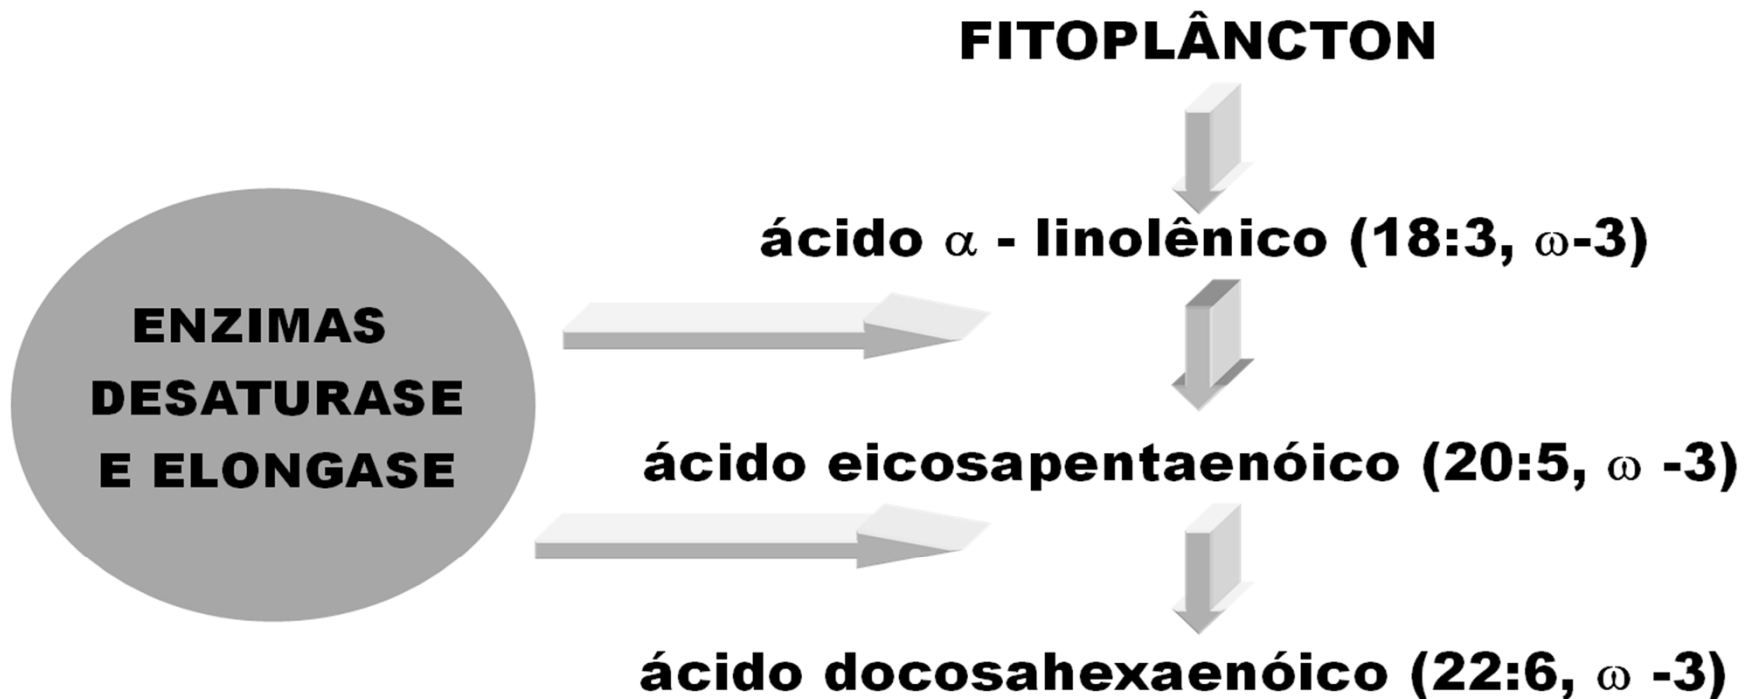 FITOPLÂNCTON
ácido α - linolênico (18:3, ω-3)
ENZIMAS
DESATURASE
E ELONGASE
ácido eicosapentaenóico (20:5, ω -3)
ácido docosahexaenóico (22:6, ω -3)